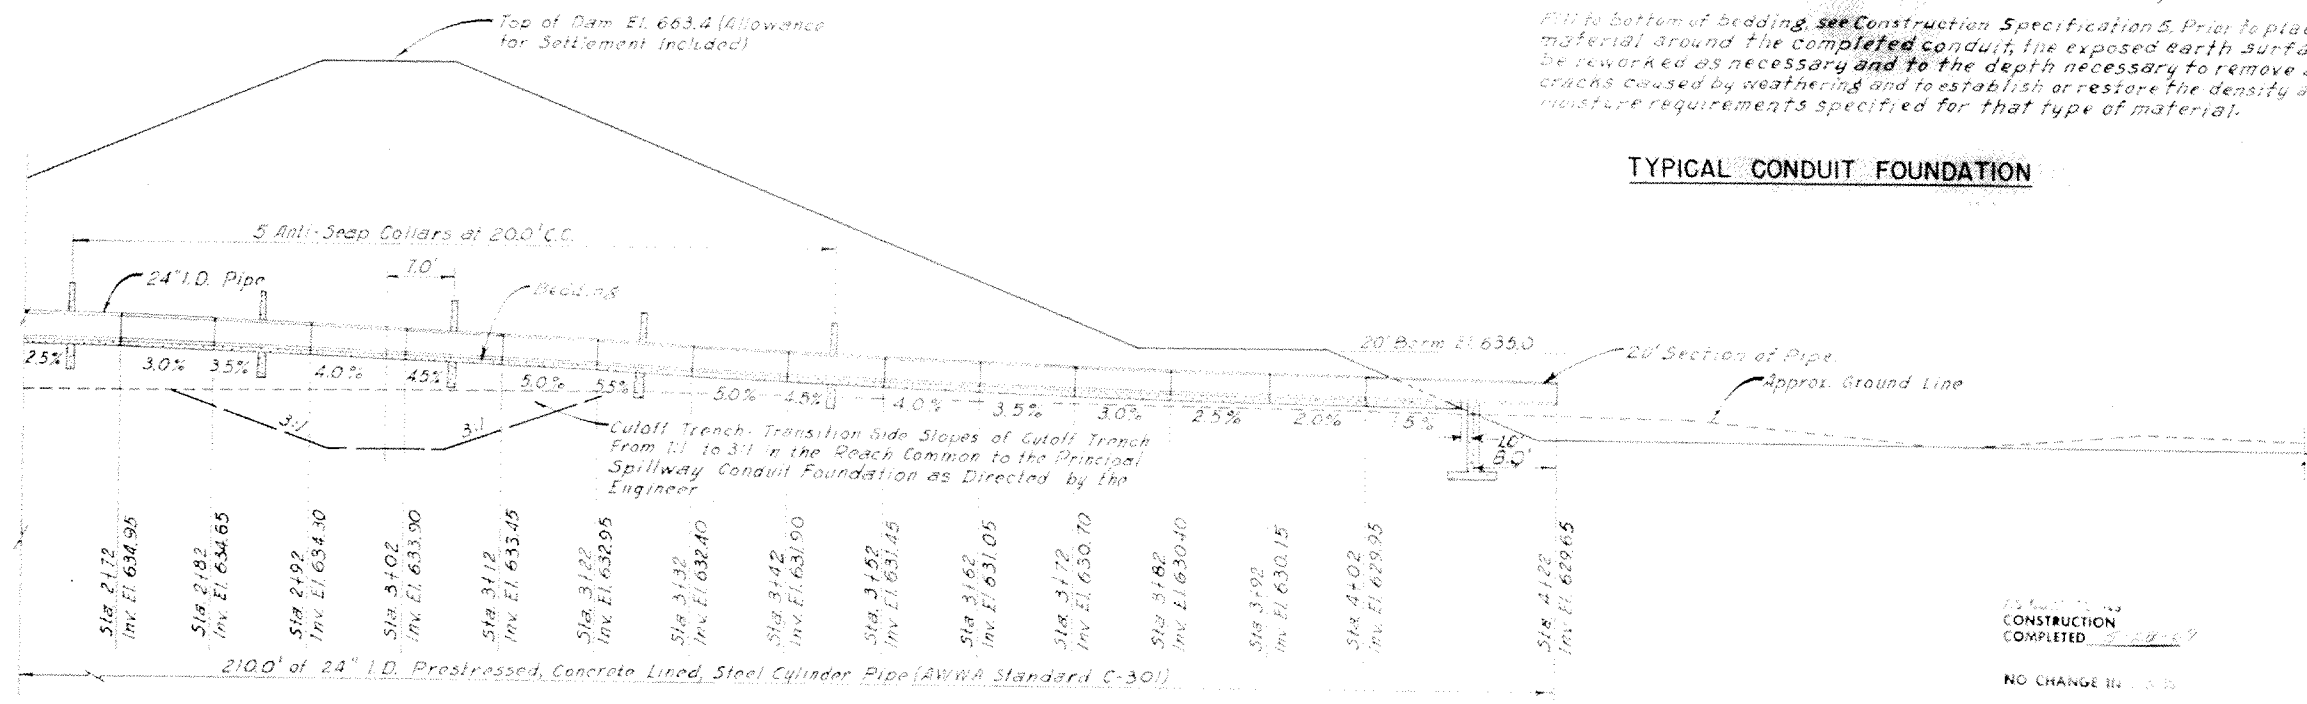 Top of Dam El. 663.4 (Allowance
for Settlement Included)
Fill to bottom of bedding, see Construction Specification 5. Prior to plac
material around the completed conduit, the exposed earth surfa
be reworked as necessary and to the depth necessary to remove
cracks caused by weathering and to establish or restore the density a
moisture requirements specified for that type of material.
TYPICAL CONDUIT FOUNDATION
5 Anti-Seep Collars at 20.0' C.C.
7.0'
24" I.D. Pipe
Bedding
20' Berm El. 635.0
20' Section of Pipe
Approx. Ground Line
2.5% 3.0% 3.5% 4.0% 4.5% 5.0% 5.5% 5.0% 4.5% 4.0% 3.5% 3.0% 2.5% 2.0% 1.5%
3:1 3:1
Cutoff Trench- Transition Side Slopes of Cutoff Trench
From 1:1 to 3:1 in the Reach Common to the Principal
Spillway Conduit Foundation as Directed by the
Engineer
1.0'
8.0'
Sta. 2+72
Inv. El. 634.95
Sta. 2+82
Inv. El. 634.65
Sta. 2+92
Inv. El. 634.30
Sta. 3+02
Inv. El. 633.90
Sta. 3+12
Inv. El. 633.45
Sta. 3+22
Inv. El. 632.95
Sta. 3+32
Inv. El. 632.40
Sta. 3+42
Inv. El. 631.90
Sta. 3+52
Inv. El. 631.45
Sta. 3+62
Inv. El. 631.05
Sta. 3+72
Inv. El. 630.70
Sta. 3+82
Inv. El. 630.40
Sta. 3+92
Inv. El. 630.15
Sta. 4+02
Inv. El. 629.95
Sta. 4+22
Inv. El. 629.65
210.0' of 24" I.D. Prestressed, Concrete Lined, Steel Cylinder Pipe (AWWA Standard C-301)
CONSTRUCTION
COMPLETED
NO CHANGE IN